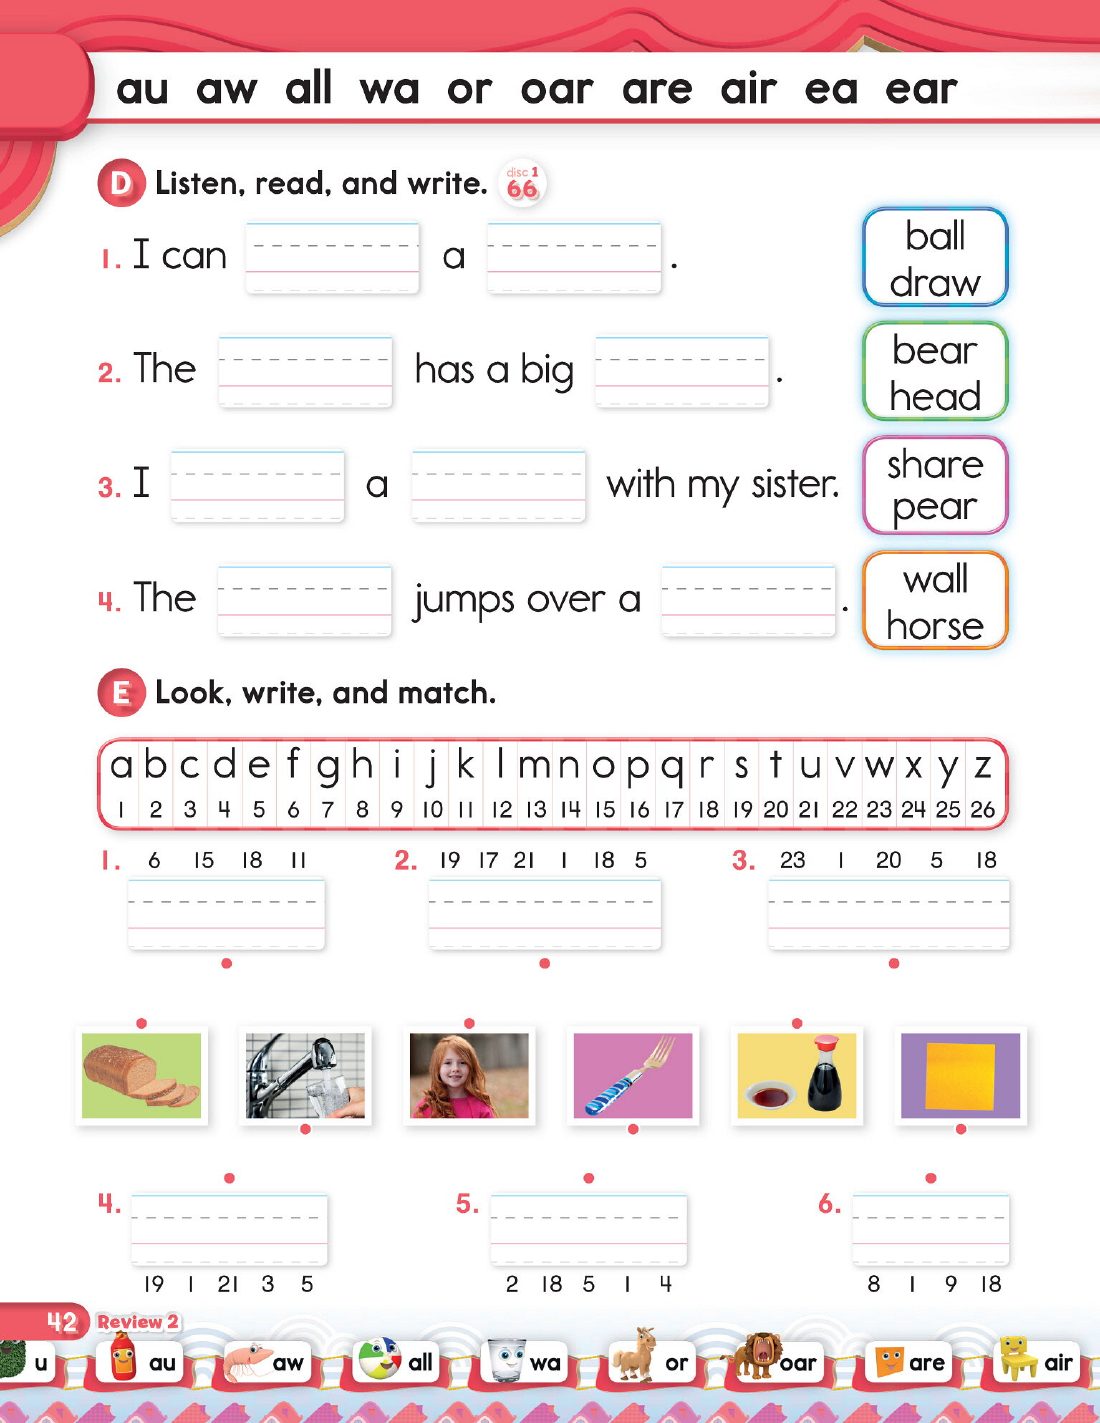 au aw all wa or oar are air ea ear
D Listen, read, and write. disc 1 66
1. I can a .
ball
draw
2. The has a big .
bear
head
3. I a with my sister.
share
pear
4. The jumps over a .
wall
horse
E Look, write, and match.
a b c d e f g h i j k l m n o p q r s t u v w x y z
1 2 3 4 5 6 7 8 9 10 11 12 13 14 15 16 17 18 19 20 21 22 23 24 25 26
1. 6 15 18 11
2. 19 17 21 1 18 5
3. 23 1 20 5 18
4.
5.
6.
19 1 21 3 5
2 18 5 1 4
8 1 9 18
42 Review 2
u au aw all wa or oar are air